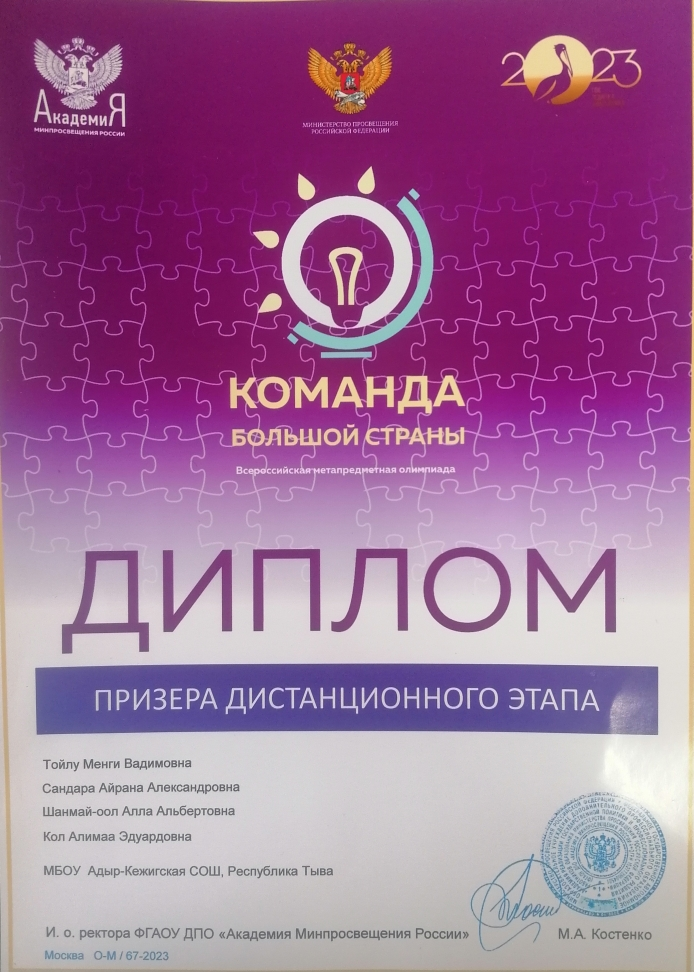 АкадемиЯ
МИНПРОСВЕЩЕНИЯ РОССИИ
МИНИСТЕРСТВО ПРОСВЕЩЕНИЯ
РОССИЙСКОЙ ФЕДЕРАЦИИ
2023
КОМАНДА
БОЛЬШОЙ СТРАНЫ
Всероссийская метапредметная олимпиада
ДИПЛОМ
ПРИЗЕРА ДИСТАНЦИОННОГО ЭТАПА
Тойлу Менги Вадимовна
Сандара Айрана Александровна
Шанмай-оол Алла Альбертовна
Кол Алимаа Эдуардовна
МБОУ Адыр-Кежигская СОШ, Республика Тыва
И. о. ректора ФГАОУ ДПО «Академия Минпросвещения России»
М.А. Костенко
Москва О-М / 67-2023